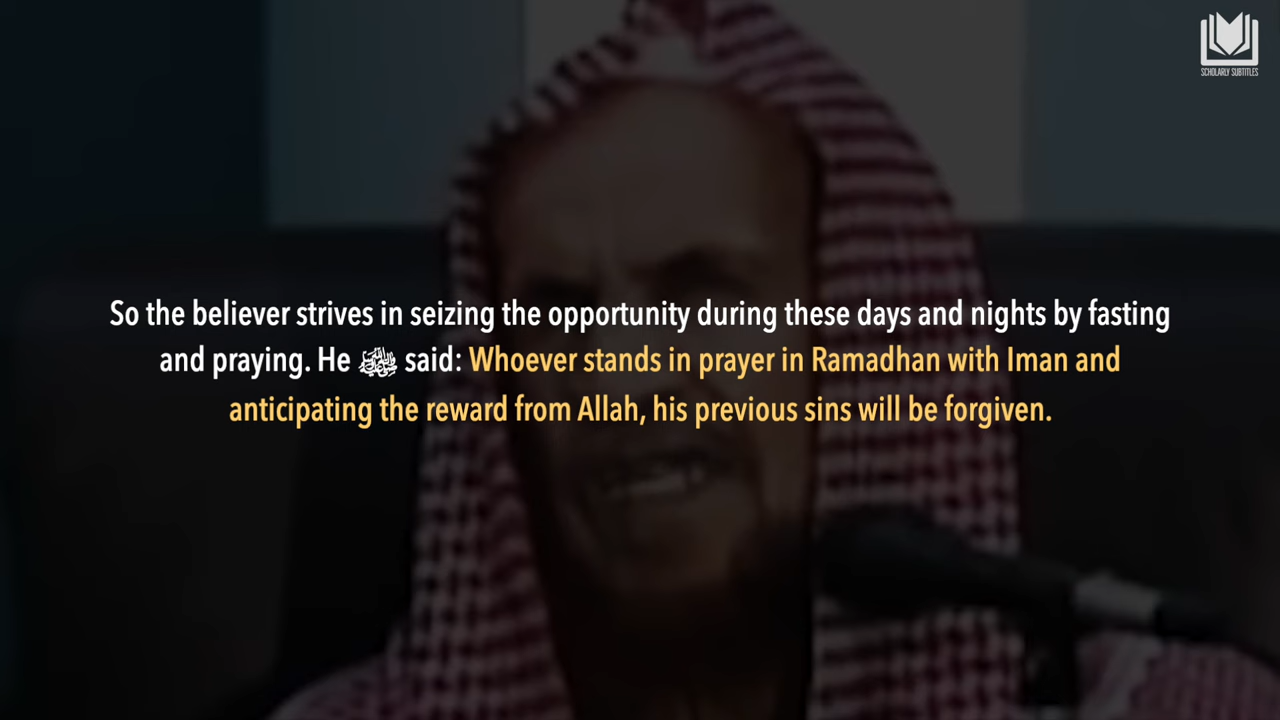 SCHOLARLY SUBTITLES
So the believer strives in seizing the opportunity during these days and nights by fasting
and praying. He ﷺ said: Whoever stands in prayer in Ramadhan with Iman and
anticipating the reward from Allah, his previous sins will be forgiven.